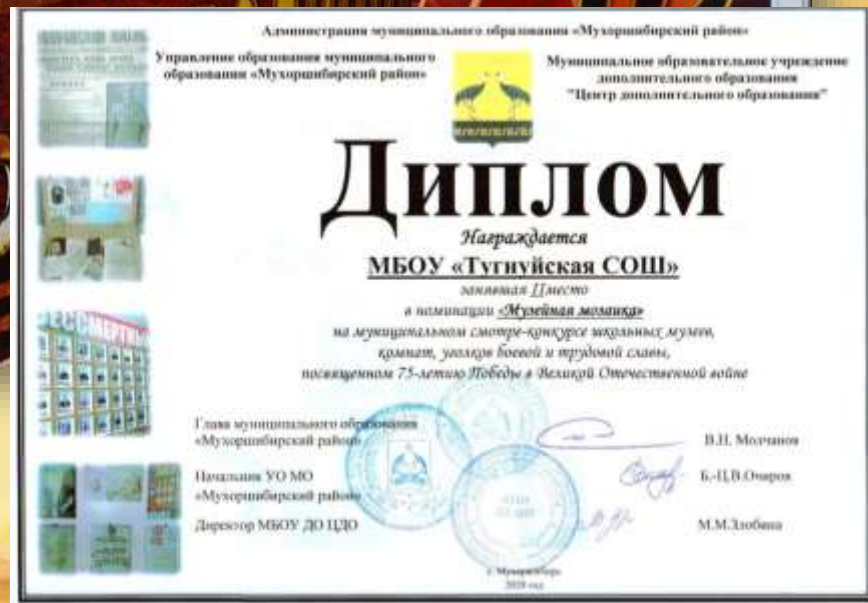 Администрация муниципального образования «Мухоршибирский район»
Управление образования муниципального
образования «Мухоршибирский район»
Муниципальное образовательное учреждение
дополнительного образования
"Центр дополнительного образования"
Диплом
Награждается
МБОУ «Тугнуйская СОШ»
занявшая II место
в номинации «Музейная мозаика»
на муниципальном смотре-конкурсе школьных музеев,
комнат, уголков боевой и трудовой славы,
посвященном 75-летию Победы в Великой Отечественной войне
Глава муниципального образования
«Мухоршибирский район»
В.Н. Молчанов
Начальник УО МО
«Мухоршибирский район»
Б.-Ц.В.Очиров
Директор МБОУ ДО ЦДО
М.М.Злобина
с. Мухоршибирь
2020 год
БЕССМЕРТН